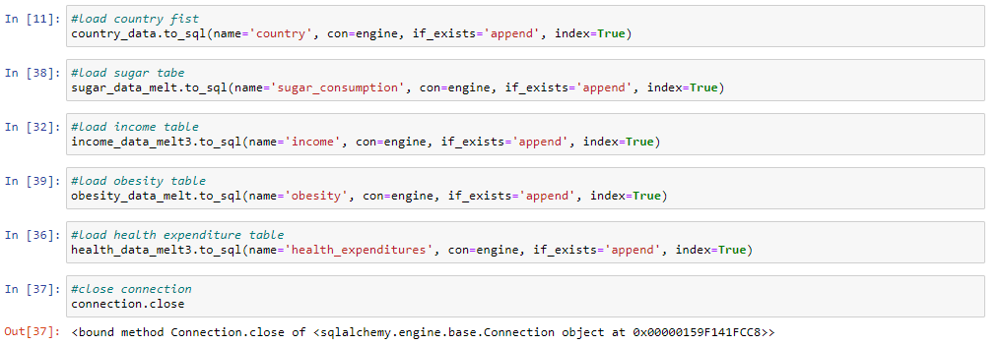 In [11]: #load country fist
country_data.to_sql(name='country', con=engine, if_exists='append', index=True)
In [38]: #load sugar tabe
sugar_data_melt.to_sql(name='sugar_consumption', con=engine, if_exists='append', index=True)
In [32]: #load income table
income_data_melt3.to_sql(name='income', con=engine, if_exists='append', index=True)
In [39]: #load obesity table
obesity_data_melt.to_sql(name='obesity', con=engine, if_exists='append', index=True)
In [36]: #load health expenditure table
health_data_melt3.to_sql(name='health_expenditures', con=engine, if_exists='append', index=True)
In [37]: #close connection
connection.close
Out[37]: <bound method Connection.close of <sqlalchemy.engine.base.Connection object at 0x00000159F141FCC8>>